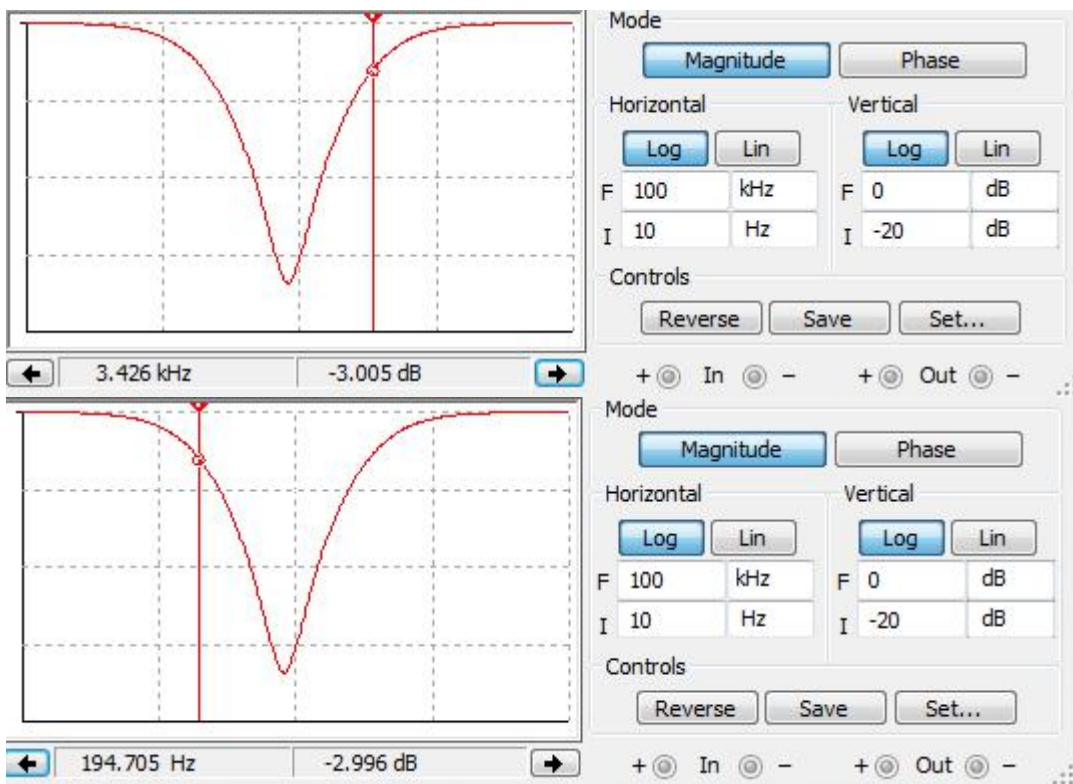 Mode
Magnitude Phase
Horizontal Vertical
Log Lin Log Lin
F 100 kHz F 0 dB
I 10 Hz I -20 dB
Controls
Reverse Save Set...
3.426 kHz -3.005 dB + In - + Out -
Mode
Magnitude Phase
Horizontal Vertical
Log Lin Log Lin
F 100 kHz F 0 dB
I 10 Hz I -20 dB
Controls
Reverse Save Set...
194.705 Hz -2.996 dB + In - + Out -